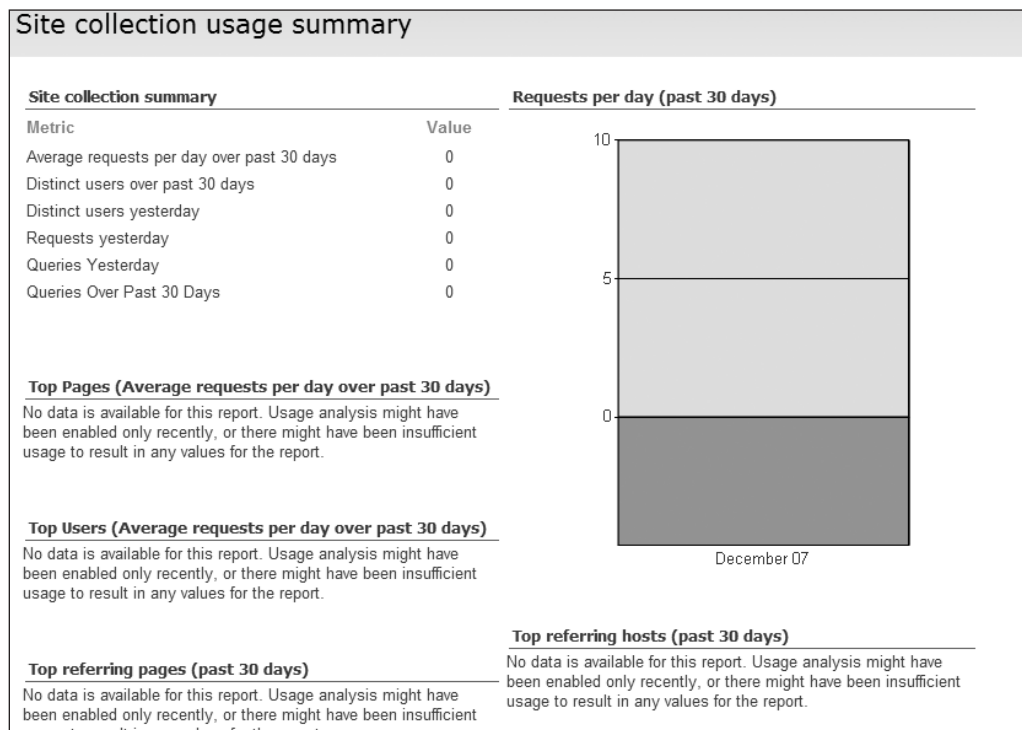 Site collection usage summary
Site collection summary
Metric Value
Average requests per day over past 30 days 0
Distinct users over past 30 days 0
Distinct users yesterday 0
Requests yesterday 0
Queries Yesterday 0
Queries Over Past 30 Days 0
Top Pages (Average requests per day over past 30 days)
No data is available for this report. Usage analysis might have
been enabled only recently, or there might have been insufficient
usage to result in any values for the report.
Top Users (Average requests per day over past 30 days)
No data is available for this report. Usage analysis might have
been enabled only recently, or there might have been insufficient
usage to result in any values for the report.
Top referring pages (past 30 days)
No data is available for this report. Usage analysis might have
been enabled only recently, or there might have been insufficient
Requests per day (past 30 days)
10
5
0
December 07
Top referring hosts (past 30 days)
No data is available for this report. Usage analysis might have
been enabled only recently, or there might have been insufficient
usage to result in any values for the report.